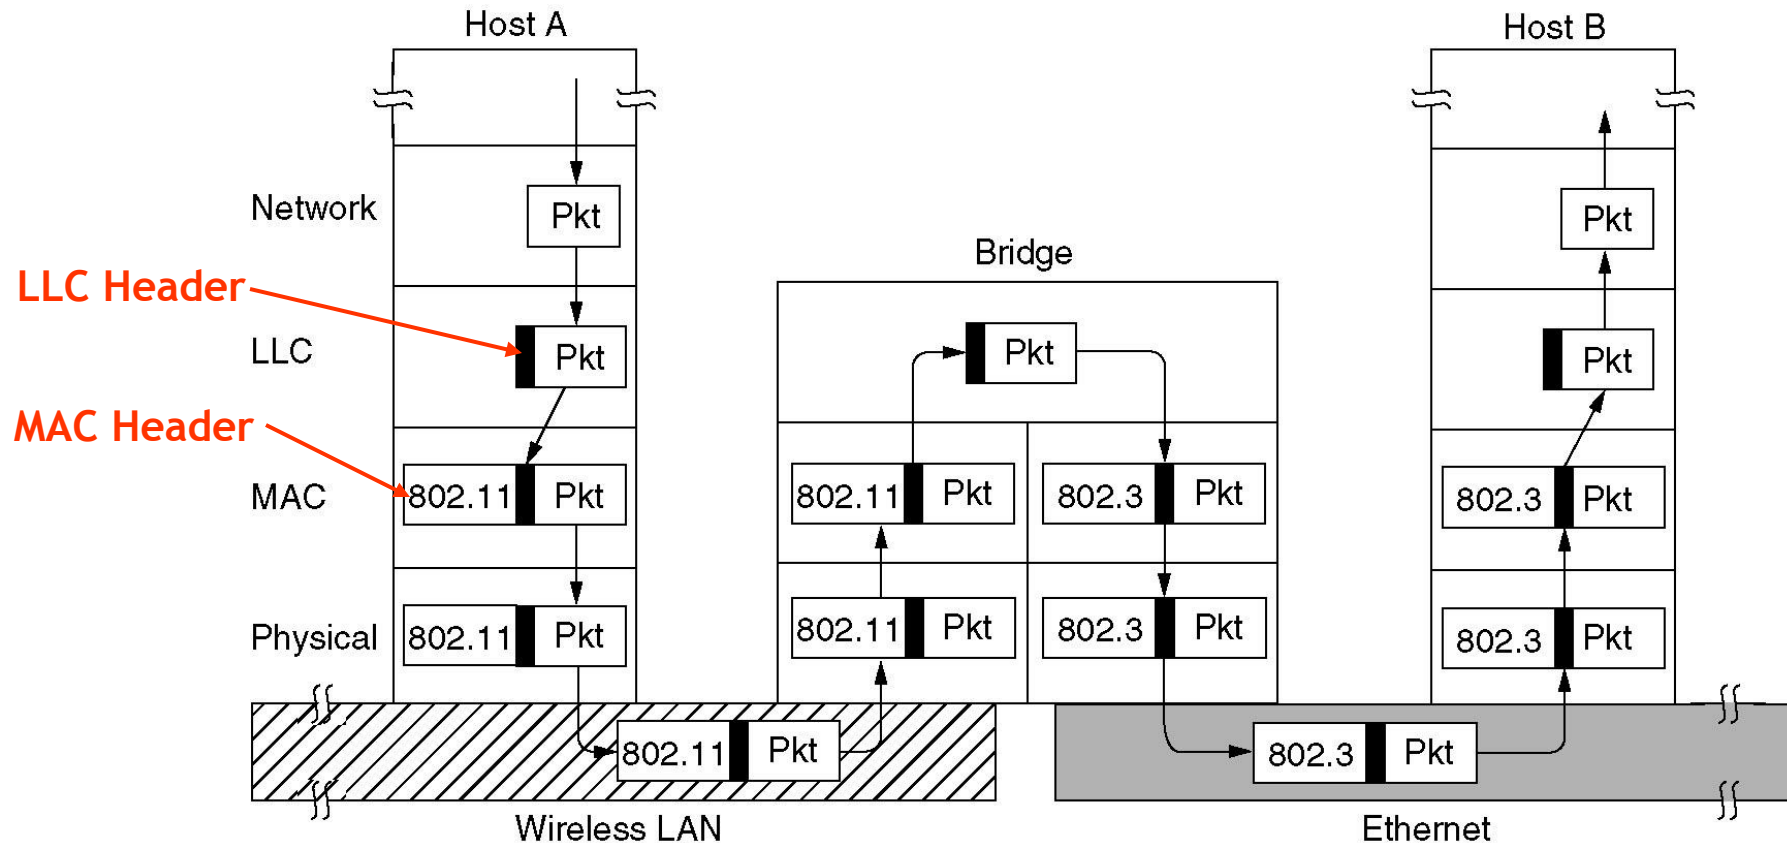 Host A
Host B
Network
Pkt
Pkt
Bridge
LLC Header
LLC
Pkt
Pkt
Pkt
MAC Header
MAC
802.11 Pkt
802.11 Pkt
802.3 Pkt
802.3 Pkt
Physical
802.11 Pkt
802.11 Pkt
802.3 Pkt
802.3 Pkt
802.11 Pkt
802.3 Pkt
Wireless LAN
Ethernet